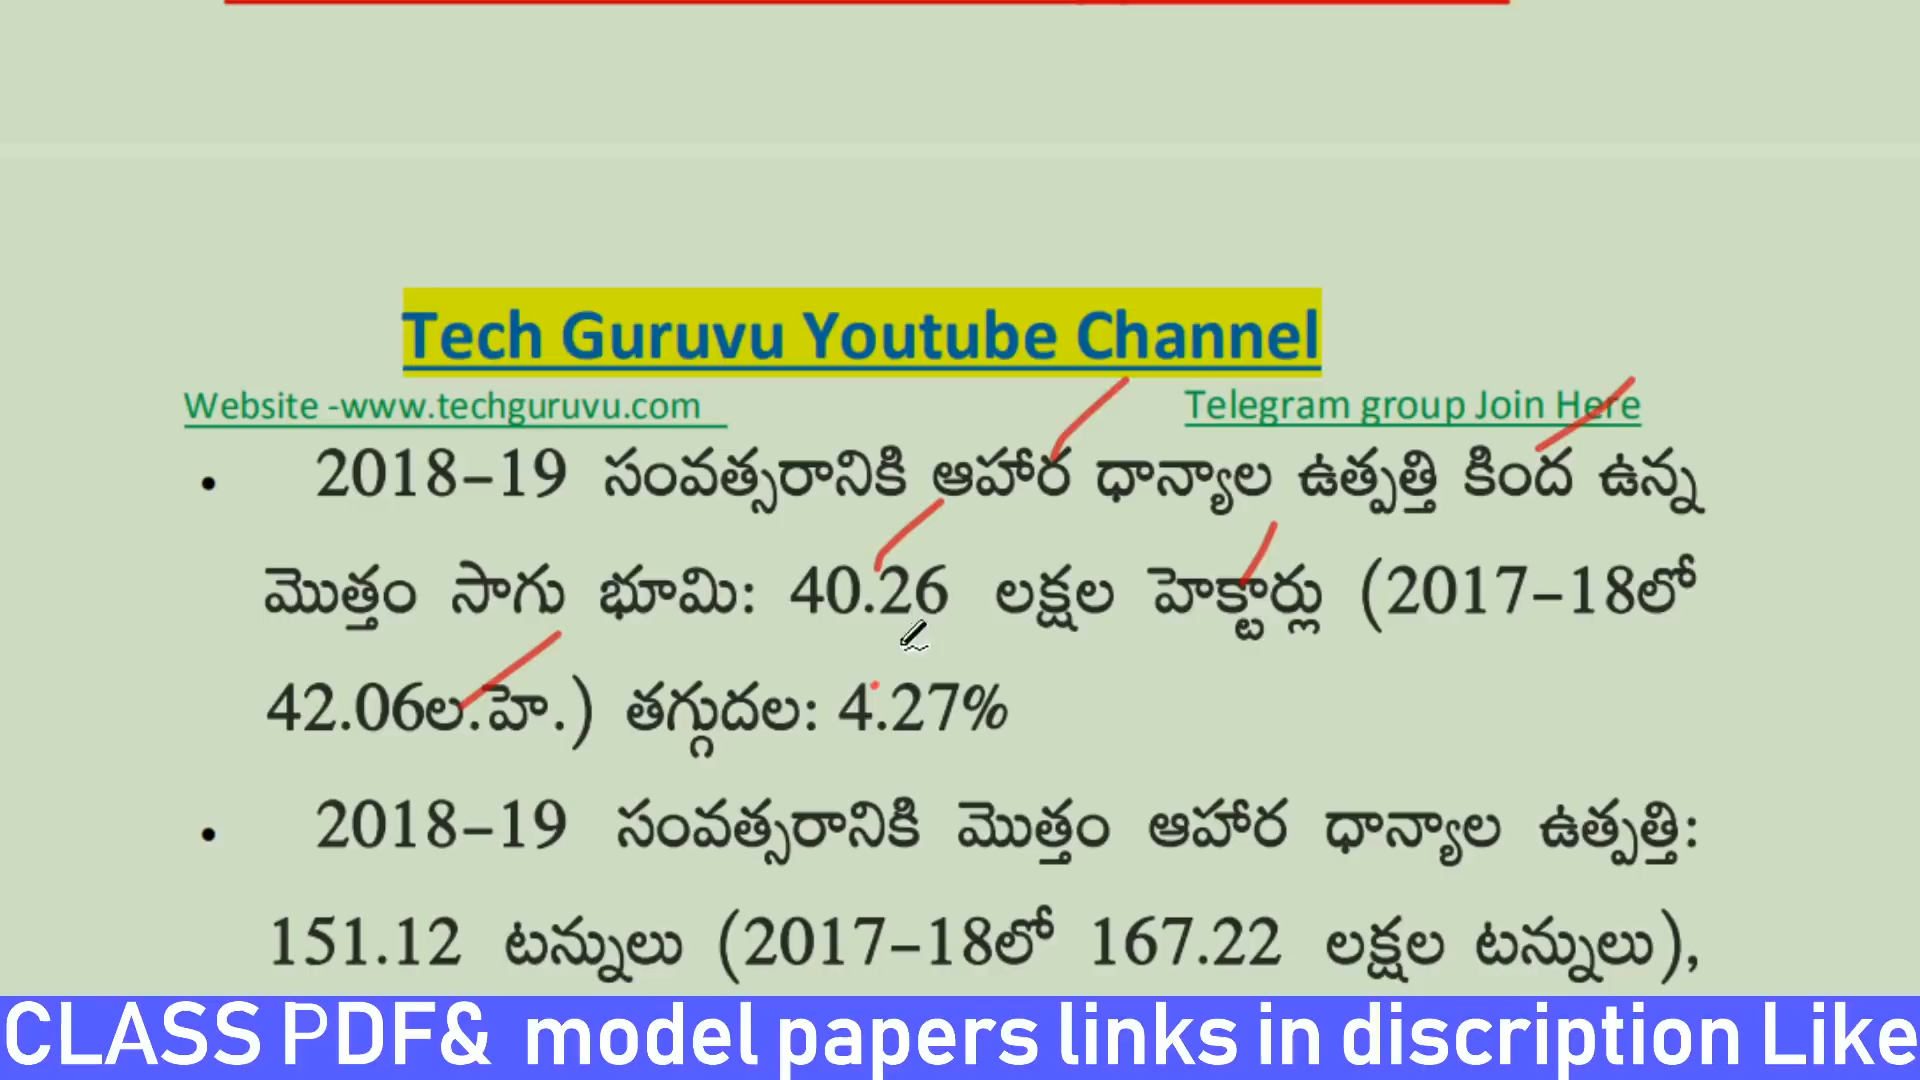 Tech Guruvu Youtube Channel
Website -www.techguruvu.com Telegram group Join Here
• 2018-19 సంవత్సరానికి ఆహార ధాన్యాల ఉత్పత్తి కింద ఉన్న
మొత్తం సాగు భూమి: 40.26 లక్షల హెక్టార్లు (2017-18లో
42.06ల.హె.) తగ్గుదల: 4.27%
• 2018-19 సంవత్సరానికి మొత్తం ఆహార ధాన్యాల ఉత్పత్తి:
151.12 టన్నులు (2017-18లో 167.22 లక్షల టన్నులు),
CLASS PDF& model papers links in discription Like